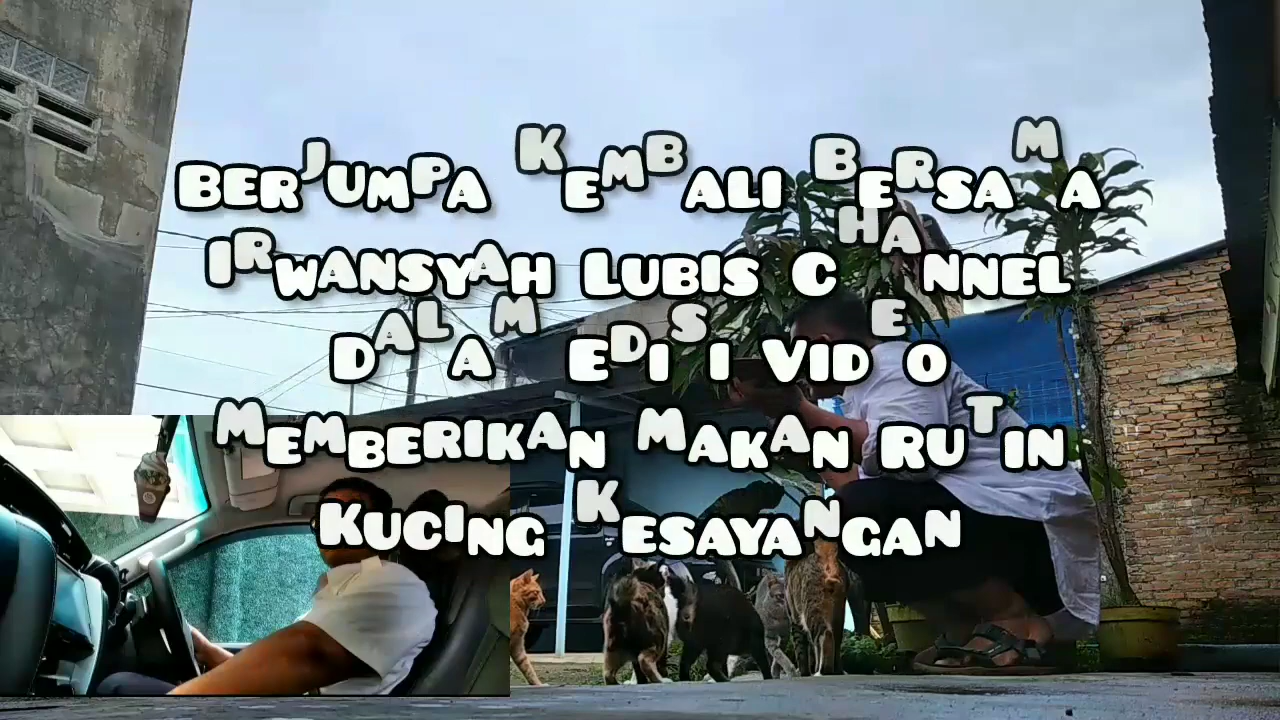 Berjumpa Kembali Bersama
Irwansyah Lubis Channel
Dalam Edisi Video
Memberikan Makan Rutin
Kucing Kesayangan